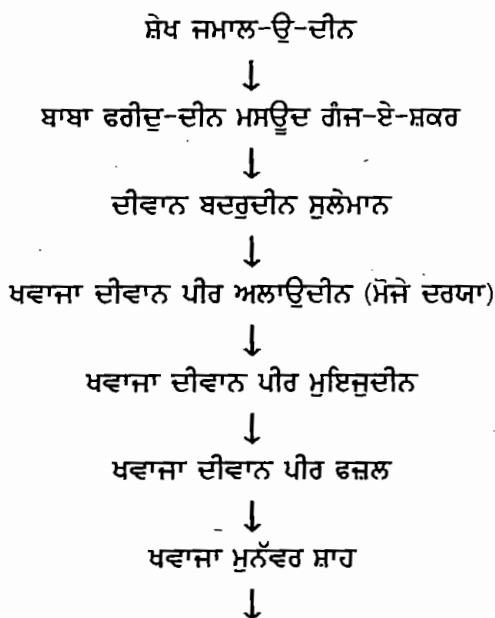 ਸ਼ੇਖ ਜਮਾਲ-ਉ-ਦੀਨ
↓
ਬਾਬਾ ਫਰੀਦੁ-ਦੀਨ ਮਸਊਦ ਗੰਜ-ਏ-ਸ਼ਕਰ
↓
ਦੀਵਾਨ ਬਦਰੁਦੀਨ ਸੁਲੇਮਾਨ
↓
ਖਵਾਜਾ ਦੀਵਾਨ ਪੀਰ ਅਲਾਉਦੀਨ (ਮੋਜੇ ਦਰਯਾ)
↓
ਖਵਾਜਾ ਦੀਵਾਨ ਪੀਰ ਮੁਇਜੁਦੀਨ
↓
ਖਵਾਜਾ ਦੀਵਾਨ ਪੀਰ ਫਜ਼ਲ
↓
ਖਵਾਜਾ ਮੁਨੱਵਰ ਸ਼ਾਹ
↓